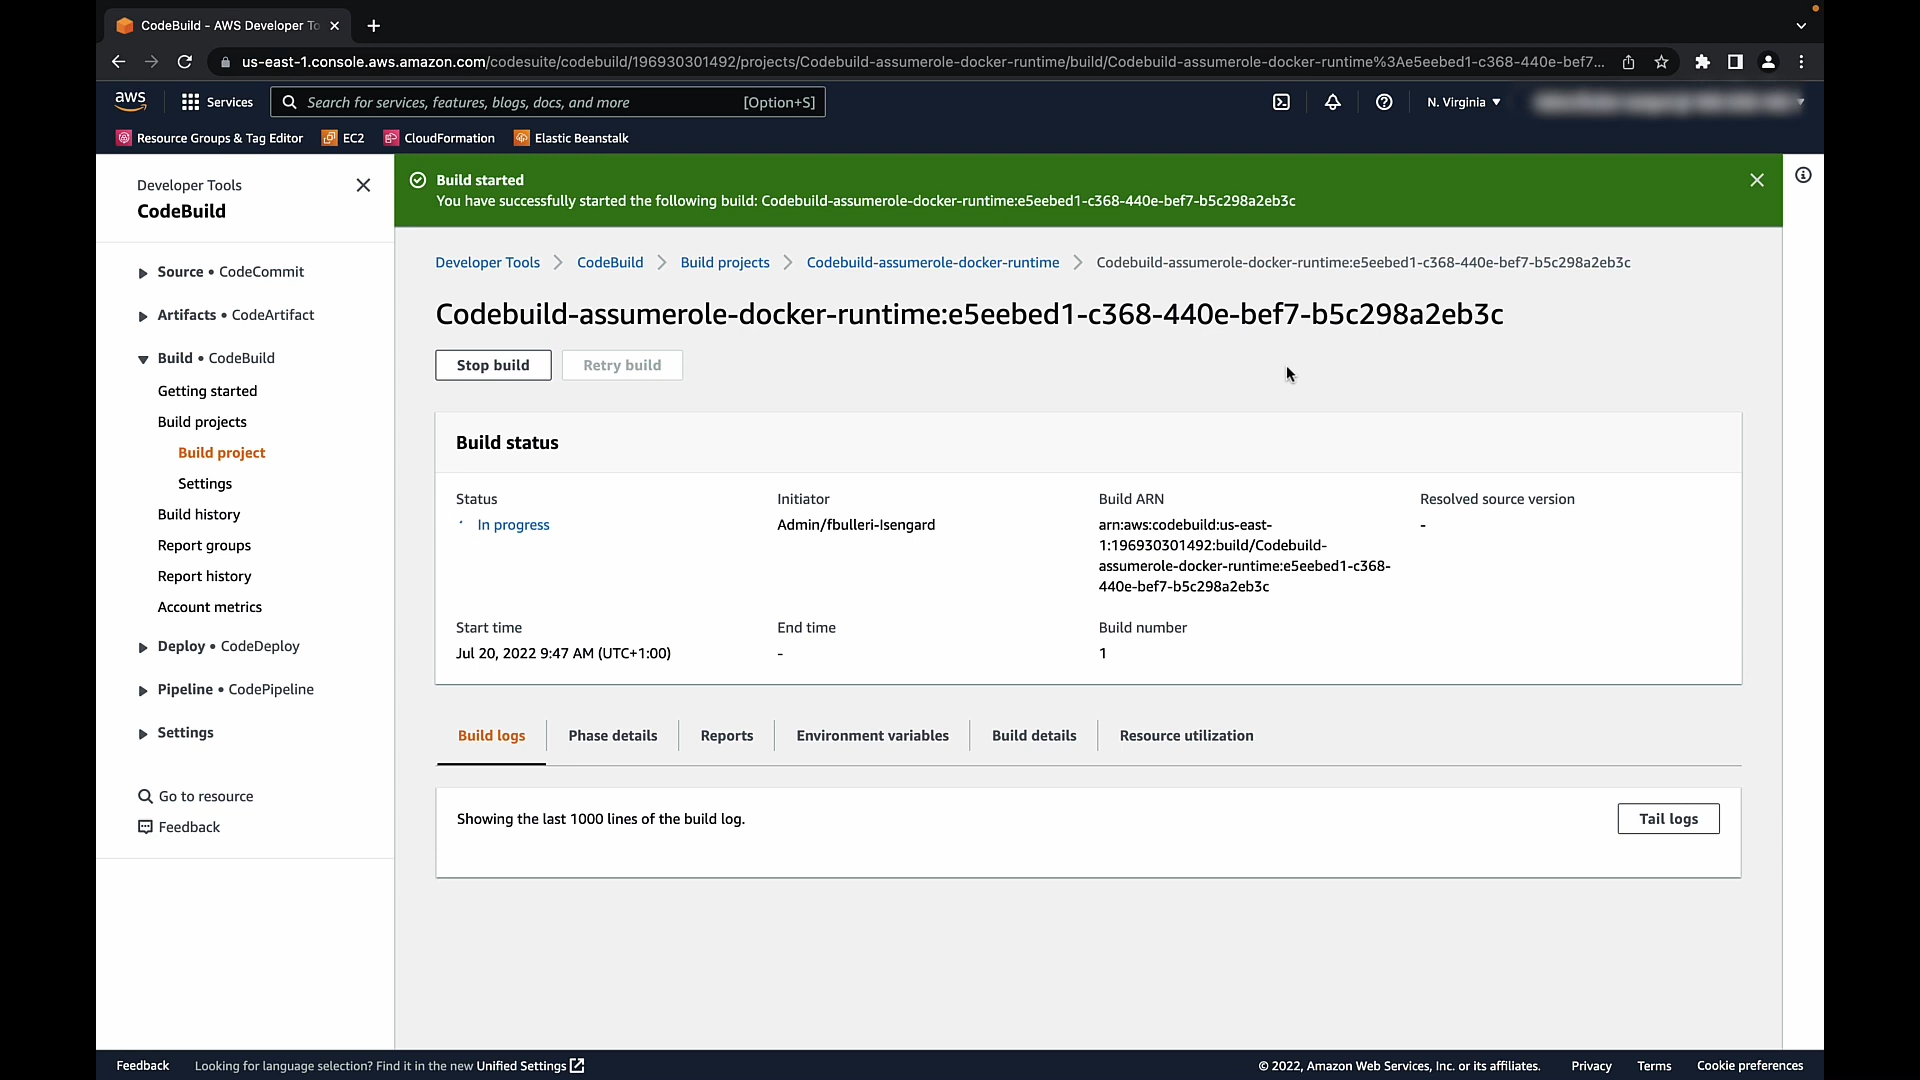 CodeBuild - AWS Developer To
us-east-1.console.aws.amazon.com/codesuite/codebuild/196930301492/projects/Codebuild-assumerole-docker-runtime/build/Codebuild-assumerole-docker-runtime%3Ae5eebed1-c368-440e-bef7...
aws Services Search for services, features, blogs, docs, and more [Option+S] N. Virginia
Resource Groups & Tag Editor EC2 CloudFormation Elastic Beanstalk
Developer Tools
CodeBuild
Source • CodeCommit
Artifacts • CodeArtifact
Build • CodeBuild
Getting started
Build projects
Build project
Settings
Build history
Report groups
Report history
Account metrics
Deploy • CodeDeploy
Pipeline • CodePipeline
Settings
Go to resource
Feedback
Build started
You have successfully started the following build: Codebuild-assumerole-docker-runtime:e5eebed1-c368-440e-bef7-b5c298a2eb3c
Developer Tools CodeBuild Build projects Codebuild-assumerole-docker-runtime Codebuild-assumerole-docker-runtime:e5eebed1-c368-440e-bef7-b5c298a2eb3c
Codebuild-assumerole-docker-runtime:e5eebed1-c368-440e-bef7-b5c298a2eb3c
Stop build Retry build
Build status
Status
In progress
Initiator
Admin/fbulleri-Isengard
Build ARN
arn:aws:codebuild:us-east-
1:196930301492:build/Codebuild-
assumerole-docker-runtime:e5eebed1-c368-
440e-bef7-b5c298a2eb3c
Resolved source version
-
Start time
Jul 20, 2022 9:47 AM (UTC+1:00)
End time
-
Build number
1
Build logs Phase details Reports Environment variables Build details Resource utilization
Showing the last 1000 lines of the build log. Tail logs
Feedback Looking for language selection? Find it in the new Unified Settings © 2022, Amazon Web Services, Inc. or its affiliates. Privacy Terms Cookie preferences